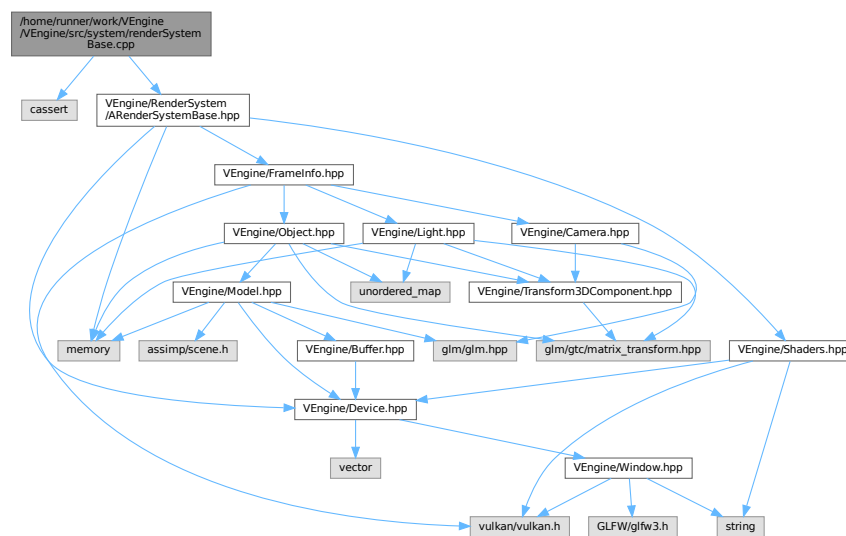 /home/runner/work/VEngine
/VEngine/src/system/renderSystem
Base.cpp
cassert
VEngine/RenderSystem
/ARenderSystemBase.hpp
VEngine/FrameInfo.hpp
VEngine/Object.hpp
VEngine/Light.hpp
VEngine/Camera.hpp
VEngine/Model.hpp
unordered_map
VEngine/Transform3DComponent.hpp
memory
assimp/scene.h
VEngine/Buffer.hpp
glm/glm.hpp
glm/gtc/matrix_transform.hpp
VEngine/Shaders.hpp
VEngine/Device.hpp
vector
VEngine/Window.hpp
vulkan/vulkan.h
GLFW/glfw3.h
string